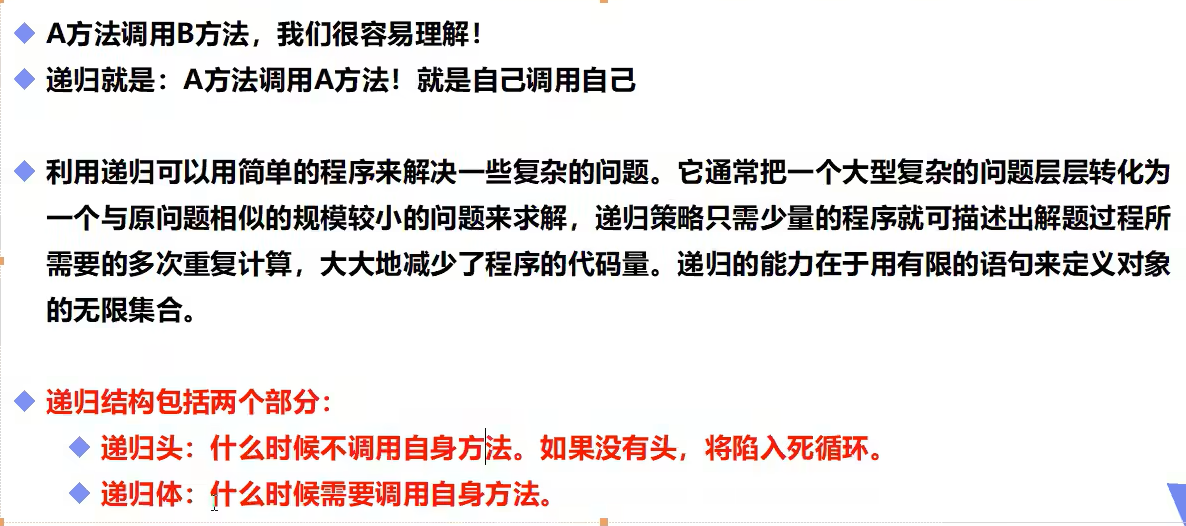 A方法调用B方法，我们很容易理解！
递归就是：A方法调用A方法！就是自己调用自己
利用递归可以用简单的程序来解决一些复杂的问题。它通常把一个大型复杂的问题层层转化为
一个与原问题相似的规模较小的问题来求解，递归策略只需少量的程序就可描述出解题过程所
需要的多次重复计算，大大地减少了程序的代码量。递归的能力在于用有限的语句来定义对象
的无限集合。
递归结构包括两个部分：
递归头：什么时候不调用自身方法。如果没有头，将陷入死循环。
递归体：什么时候需要调用自身方法。